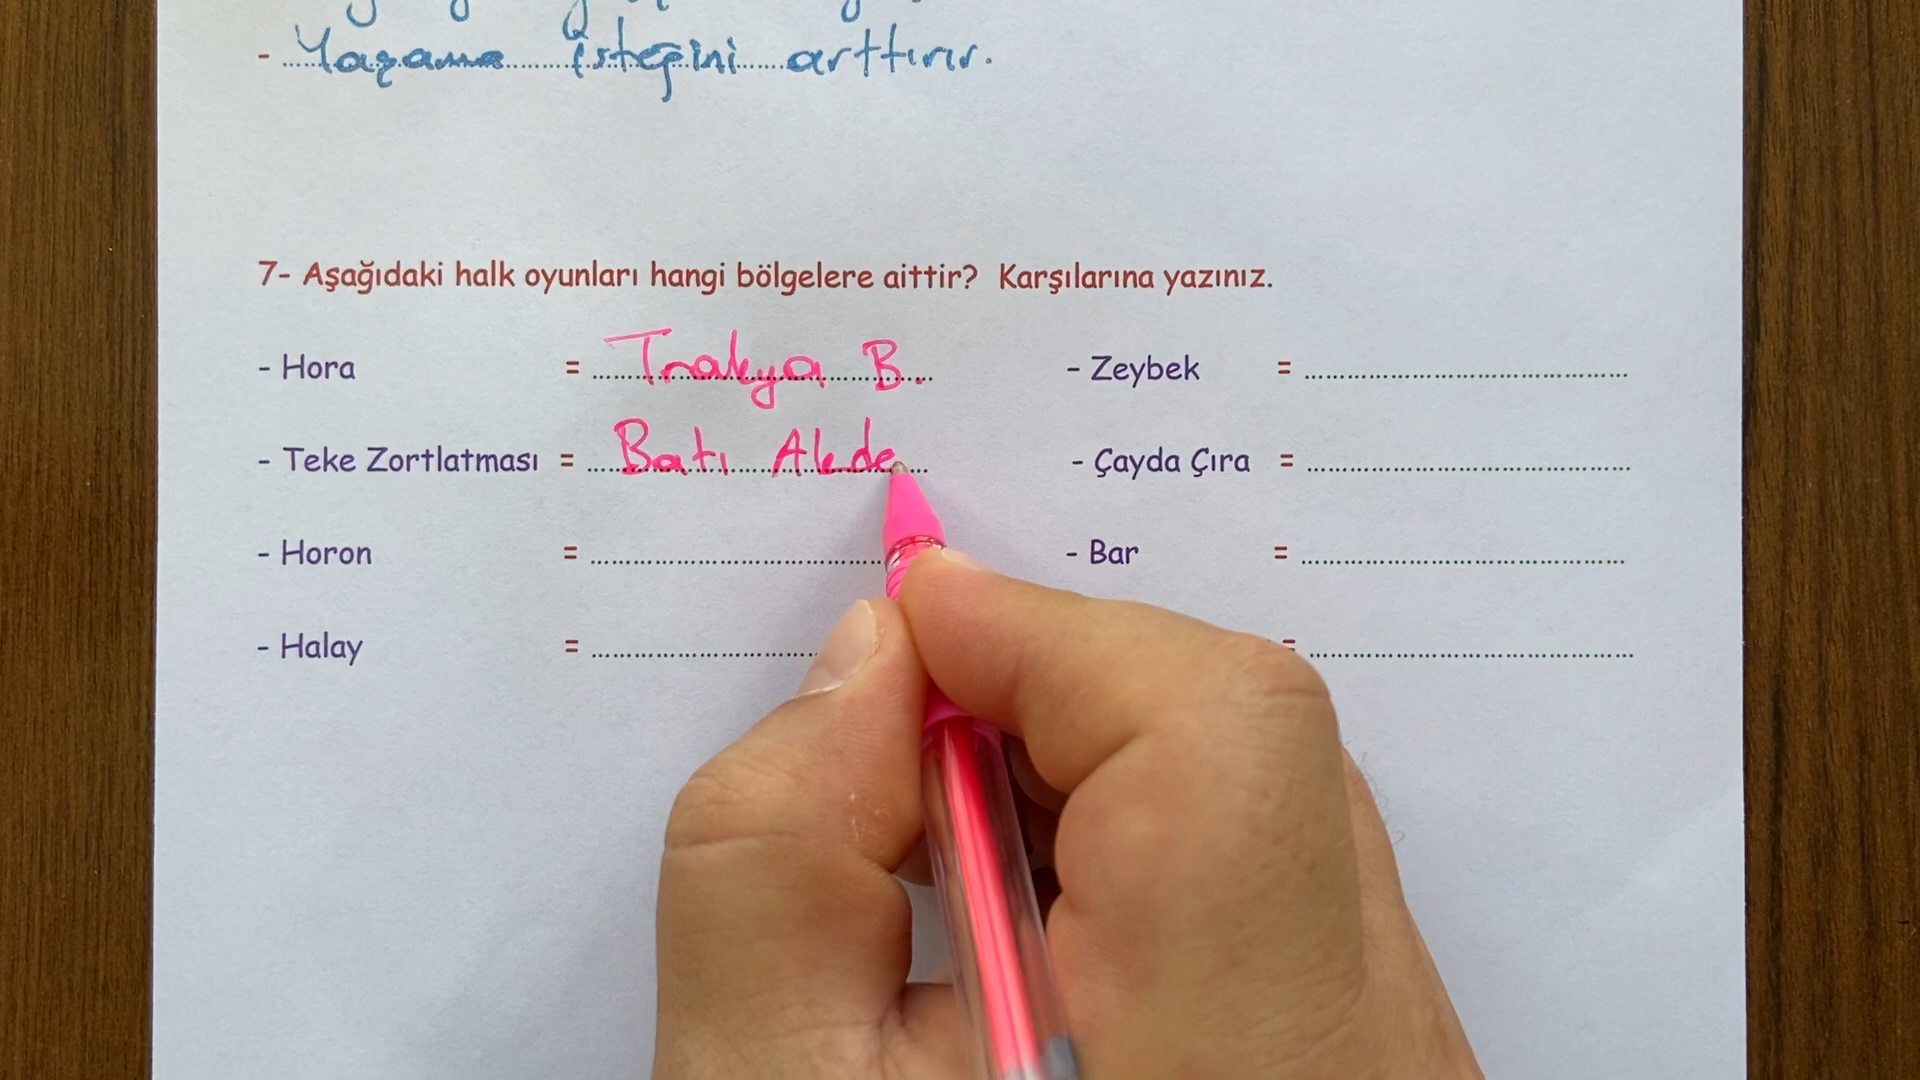 - Yaşama isteğini arttırır.
7- Aşağıdaki halk oyunları hangi bölgelere aittir? Karşılarına yazınız.
- Hora = Trakya B. - Zeybek = ..............................
- Teke Zortlatması = Batı Akde - Çayda Çıra = ..............................
- Horon = .............................. - Bar = ..............................
- Halay = .............................. = ..............................